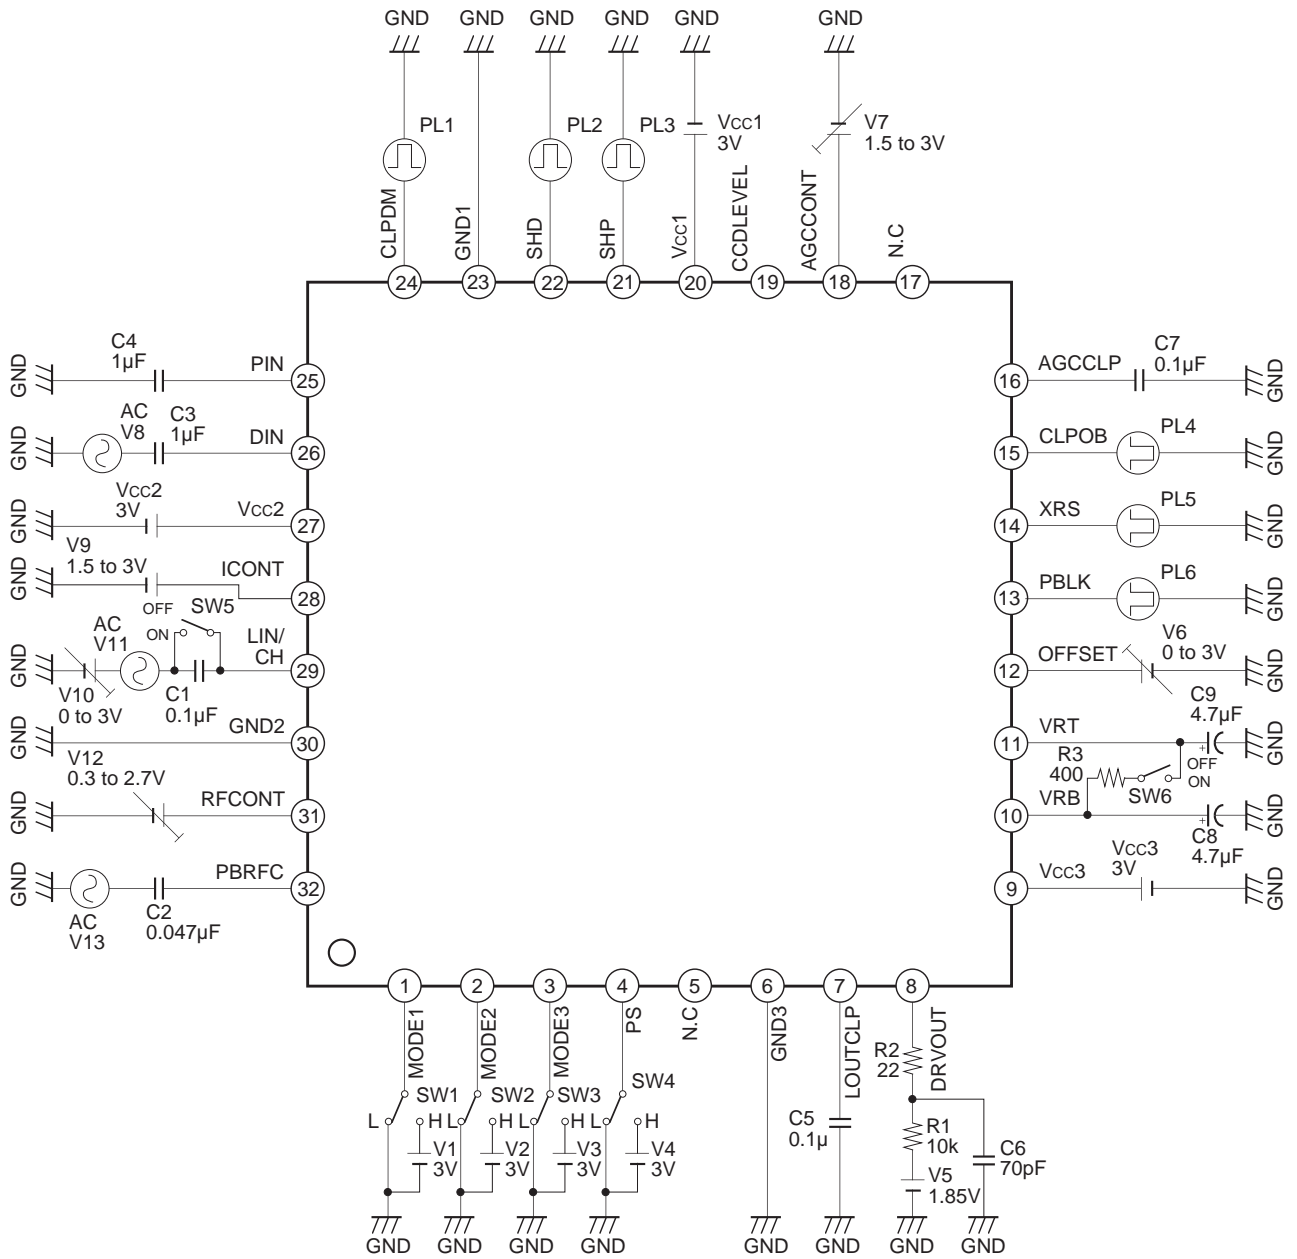 GND GND GND GND GND GND
PL1 PL2 PL3 Vcc1 V7
3V 1.5 to 3V
CLPDM GND1 SHD SHP Vcc1 CCDLEVEL AGCCONT N.C
24 23 22 21 20 19 18 17
GND C4
1µF PIN 25
GND AC
V8 C3
1µF DIN 26
GND Vcc2
3V Vcc2 27
GND V9
1.5 to 3V ICONT 28
OFF SW5
ON
GND V10
0 to 3V AC
V11 C1
0.1µF LIN/
CH 29
GND GND2 30
GND V12
0.3 to 2.7V RFCONT 31
GND AC
V13 C2
0.047µF PBRFC 32
16 AGCCLP C7
0.1µF GND
15 CLPOB PL4 GND
14 XRS PL5 GND
13 PBLK PL6 GND
12 OFFSET V6
0 to 3V GND
11 VRT C9
4.7µF + GND
R3
400 SW6 OFF
ON
10 VRB + C8
4.7µF GND
9 Vcc3 Vcc3
3V GND
1 2 3 4 5 6 7 8
MODE1 MODE2 MODE3 PS N.C GND3 LOUTCLP DRVOUT
SW1 SW2 SW3 SW4
L H L H L H L H
V1
3V
V2
3V
V3
3V
V4
3V
C5
0.1µ
R2
22
R1
10k
V5
1.85V
C6
70pF
GND GND GND GND GND GND GND GND